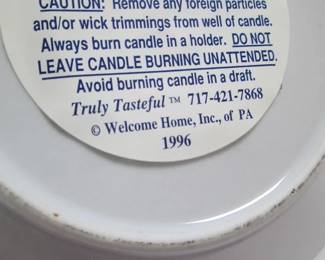 CAUTION: Remove any foreign particles
and/or wick trimmings from well of candle.
Always burn candle in a holder. DO NOT
LEAVE CANDLE BURNING UNATTENDED.
Avoid burning candle in a draft.
Truly Tasteful ™ 717-421-7868
© Welcome Home, Inc., of PA
1996